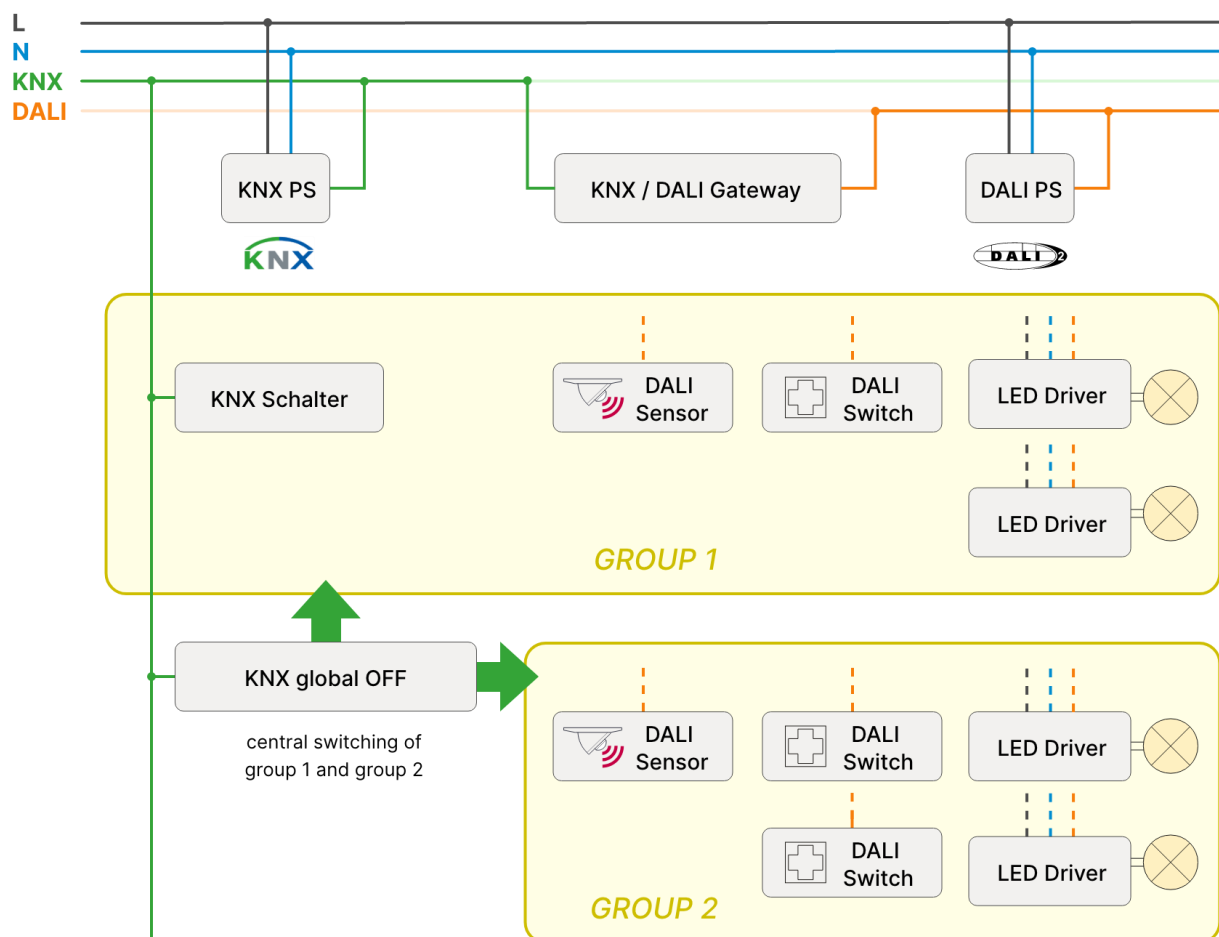 L
N
KNX
DALI
KNX PS
KNX / DALI Gateway
DALI PS
KNX
DALI 2
KNX Schalter
DALI
Sensor
DALI
Switch
LED Driver
LED Driver
GROUP 1
KNX global OFF
central switching of
group 1 and group 2
DALI
Sensor
DALI
Switch
LED Driver
DALI
Switch
LED Driver
GROUP 2